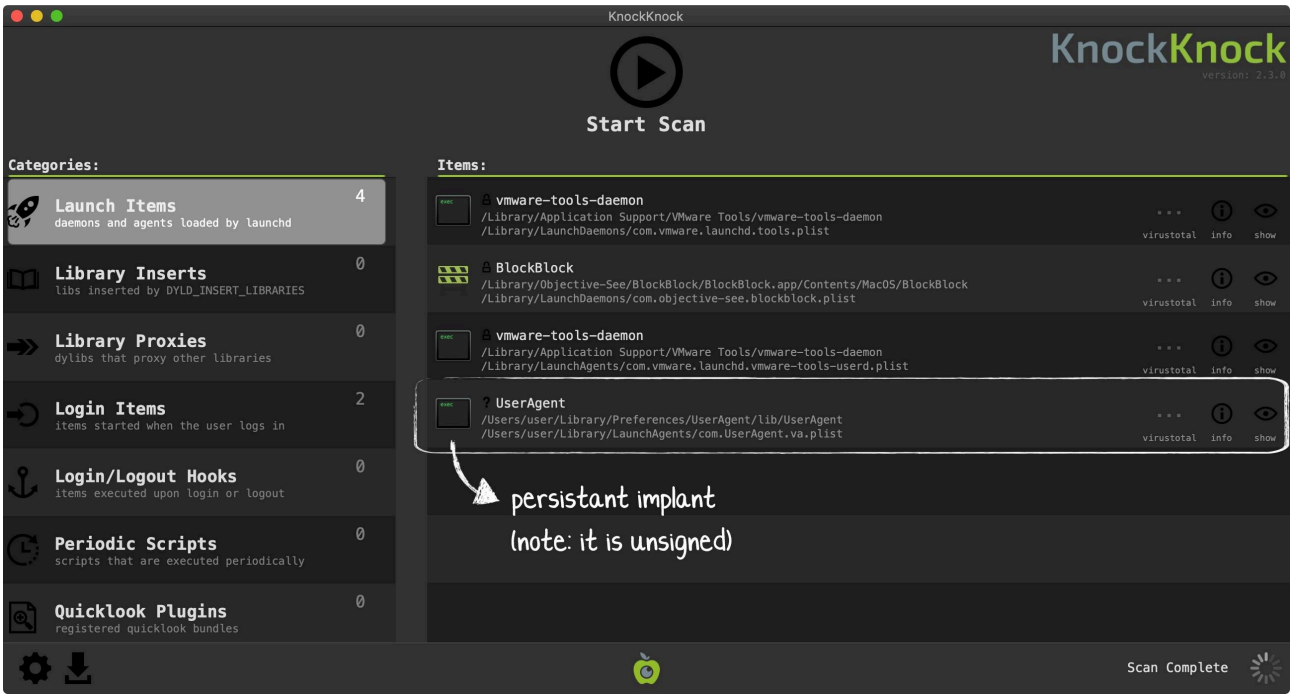 KnockKnock
KnockKnock
version: 2.3.0
Start Scan
Categories:
Launch Items
4
daemons and agents loaded by launchd
Library Inserts
0
libs inserted by DYLD_INSERT_LIBRARIES
Library Proxies
0
dylibs that proxy other libraries
Login Items
2
items started when the user logs in
Login/Logout Hooks
0
items executed upon login or logout
Periodic Scripts
0
scripts that are executed periodically
Quicklook Plugins
0
registered quicklook bundles
Items:
exec
vmware-tools-daemon
/Library/Application Support/VMware Tools/vmware-tools-daemon
/Library/LaunchDaemons/com.vmware.launchd.tools.plist
virustotal info show
BlockBlock
/Library/Objective-See/BlockBlock/BlockBlock.app/Contents/MacOS/BlockBlock
/Library/LaunchDaemons/com.objective-see.blockblock.plist
virustotal info show
exec
vmware-tools-daemon
/Library/Application Support/VMware Tools/vmware-tools-daemon
/Library/LaunchAgents/com.vmware.launchd.vmware-tools-userd.plist
virustotal info show
exec
? UserAgent
/Users/user/Library/Preferences/UserAgent/lib/UserAgent
/Users/user/Library/LaunchAgents/com.UserAgent.va.plist
virustotal info show
persistant implant
(note: it is unsigned)
Scan Complete